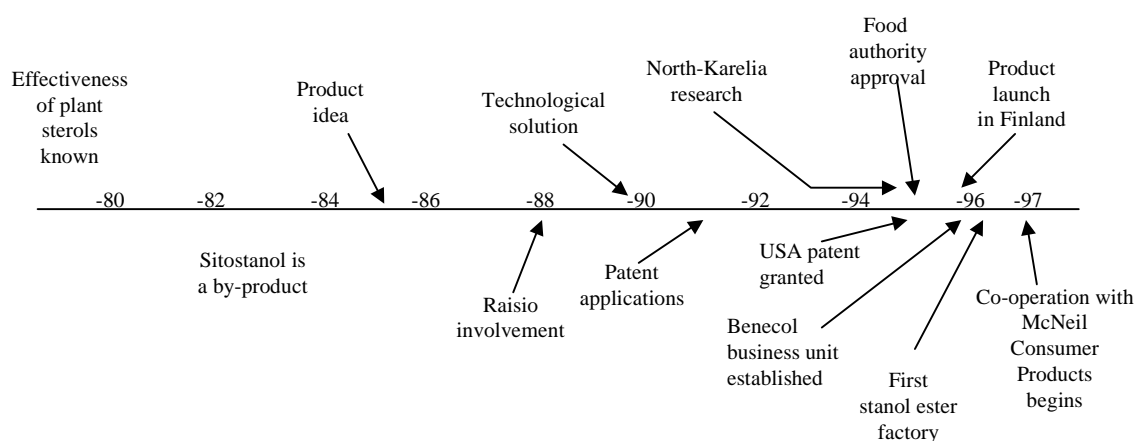 Effectiveness
of plant
sterols
known
Product
idea
Technological
solution
North-Karelia
research
Food
authority
approval
Product
launch
in Finland
-80 -82 -84 -86 -88 -90 -92 -94 -96 -97
Sitostanol is
a by-product
Raisio
involvement
Patent
applications
USA patent
granted
Benecol
business unit
established
First
stanol ester
factory
Co-operation with
McNeil
Consumer
Products
begins